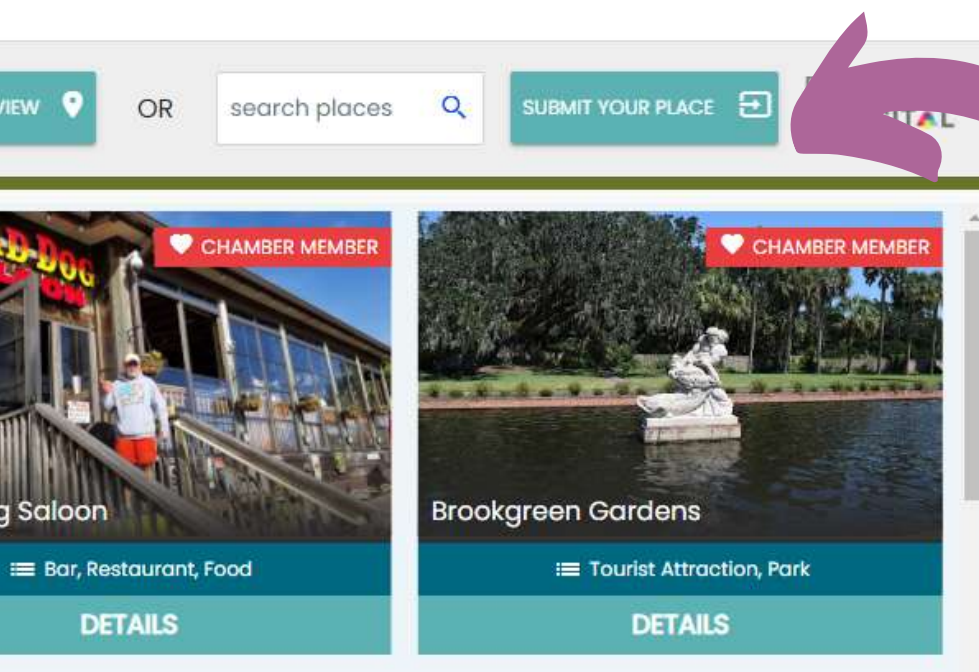 VIEW
OR
search places
SUBMIT YOUR PLACE
CHAMBER MEMBER
CHAMBER MEMBER
D DOG
g Saloon
Brookgreen Gardens
Bar, Restaurant, Food
Tourist Attraction, Park
DETAILS
DETAILS